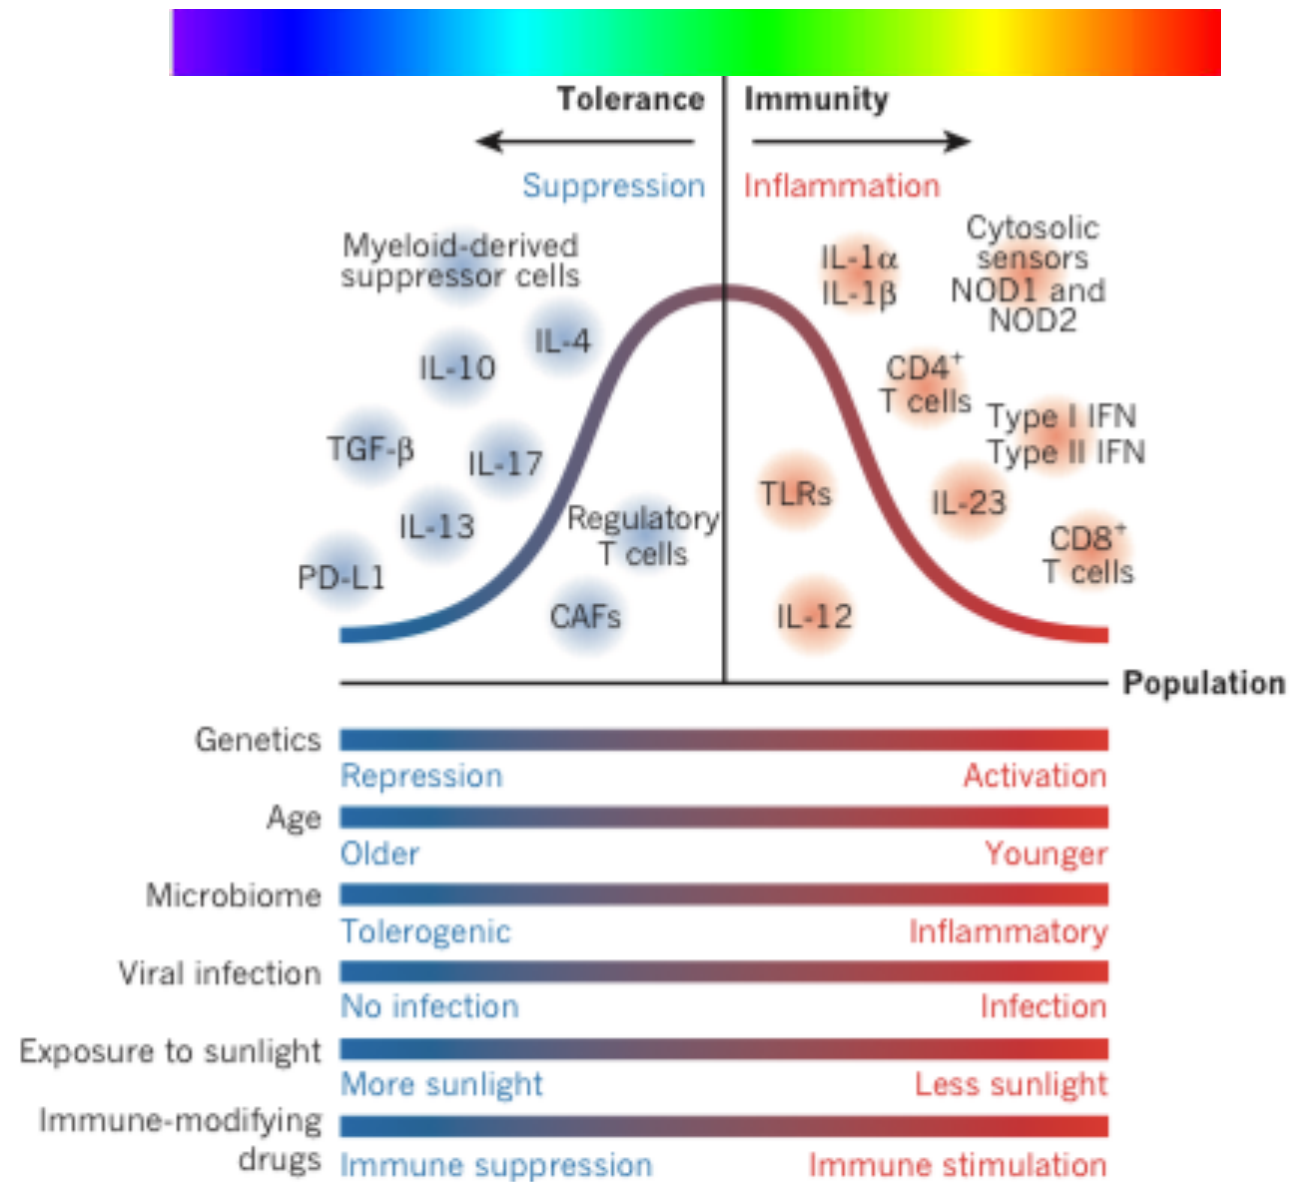 Tolerance
Immunity
Suppression
Inflammation
Myeloid-derived
suppressor cells
IL-4
IL-10
TGF-β
IL-17
IL-13
PD-L1
Regulatory
T cells
CAFs
IL-1α
IL-1β
Cytosolic
sensors
NOD1 and
NOD2
CD4⁺
T cells
Type I IFN
Type II IFN
TLRs
IL-23
CD8⁺
T cells
IL-12
Population
Genetics
Repression
Activation
Age
Older
Younger
Microbiome
Tolerogenic
Inflammatory
Viral infection
No infection
Infection
Exposure to sunlight
More sunlight
Less sunlight
Immune-modifying
drugs
Immune suppression
Immune stimulation